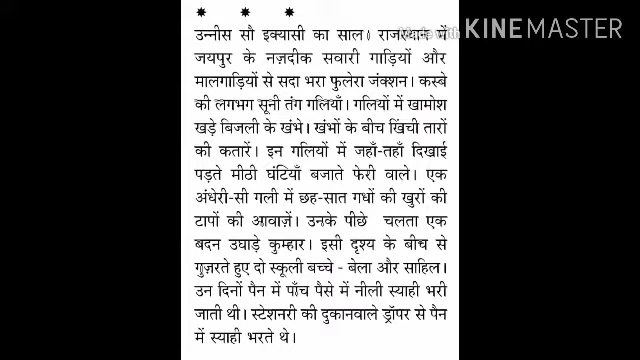 * * *
उन्नीस सौ इक्यासी का साल। राजस्थान में
Made with KINEMASTER
जयपुर के नज़दीक सवारी गाड़ियों और
मालगाड़ियों से सदा भरा फुलेरा जंक्शन। कस्बे
की लगभग सूनी तंग गलियाँ। गलियों में खामोश
खड़े बिजली के खंभे। खंभों के बीच खिंची तारों
की कतारें। इन गलियों में जहाँ-तहाँ दिखाई
पड़ते मीठी घंटियाँ बजाते फेरी वाले। एक
अंधेरी-सी गली में छह-सात गधों की खुरों की
टापों की आवाज़ें। उनके पीछे चलता एक
बदन उघाड़े कुम्हार। इसी दृश्य के बीच से
गुज़रते हुए दो स्कूली बच्चे - बेला और साहिल।
उन दिनों पैन में पाँच पैसे में नीली स्याही भरी
जाती थी। स्टेशनरी की दुकानवाले ड्रॉपर से पैन
में स्याही भरते थे।